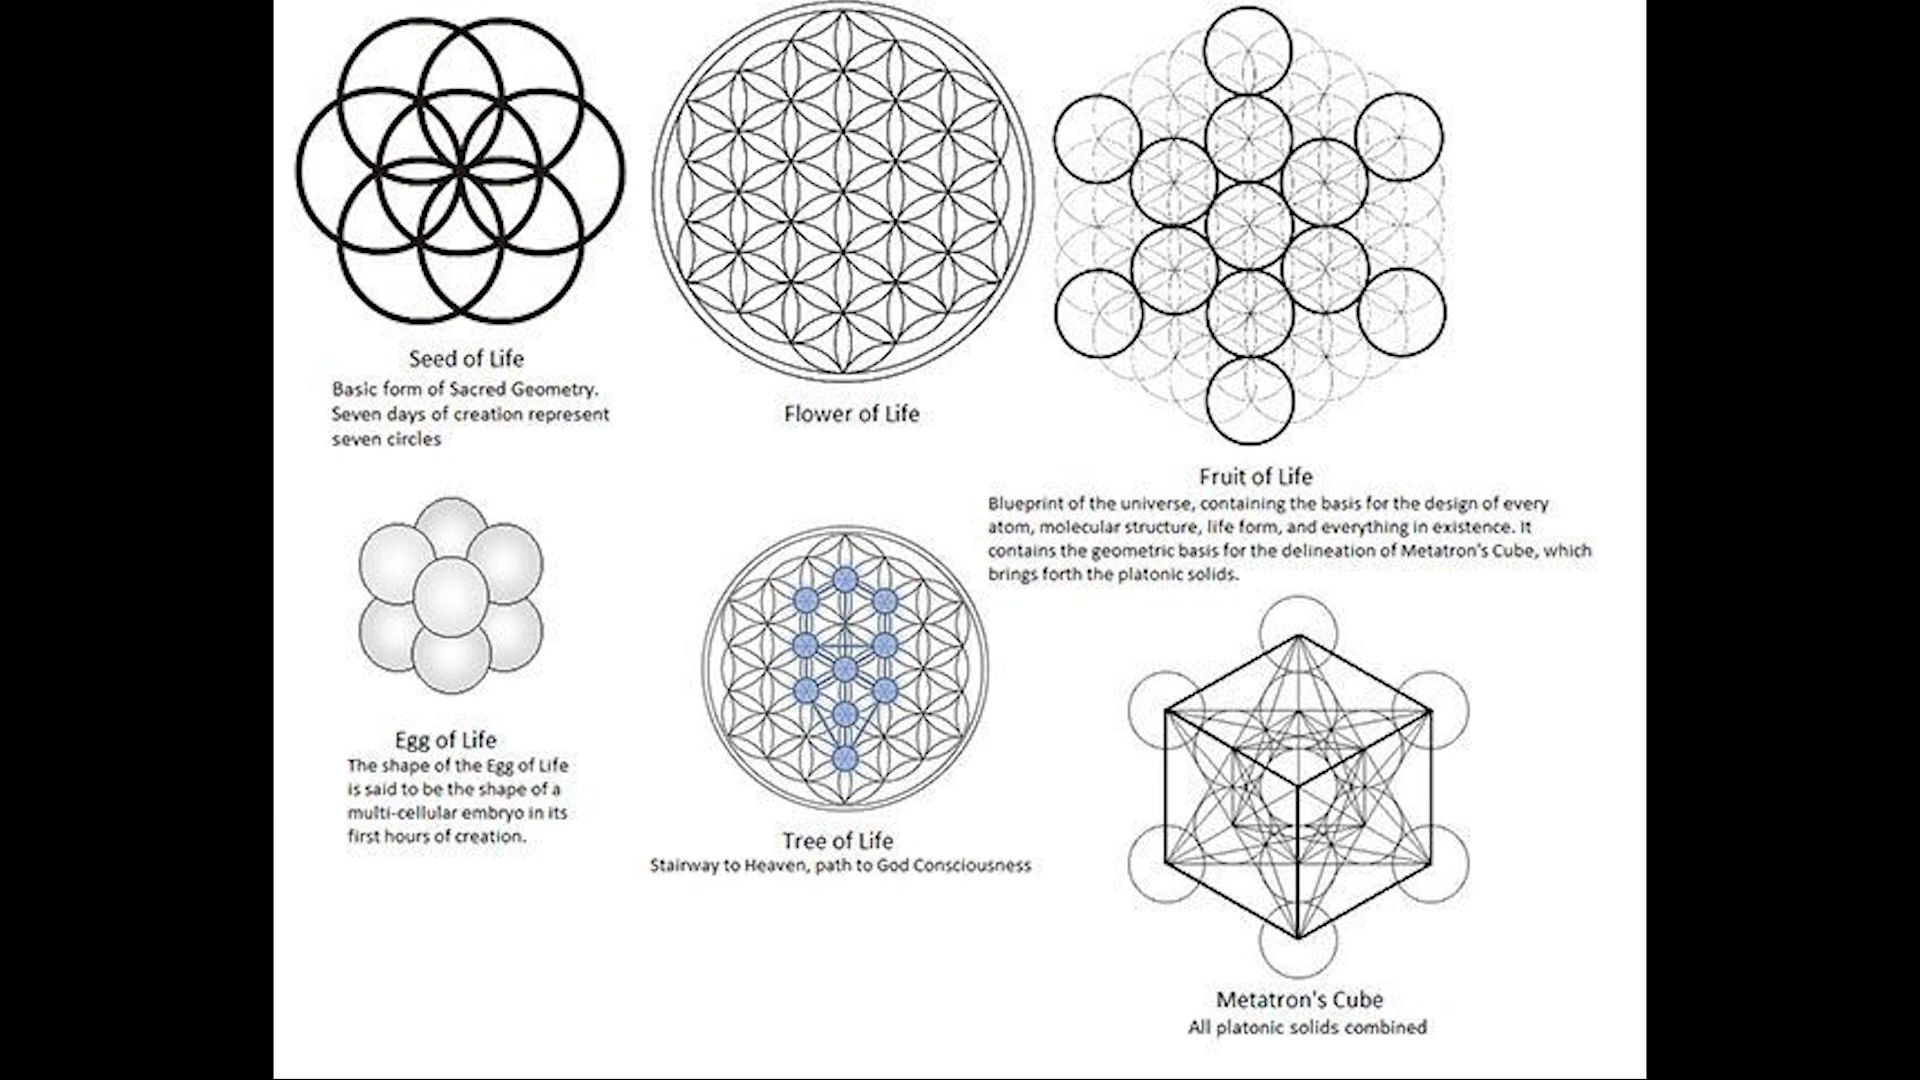 Seed of Life
Basic form of Sacred Geometry.
Seven days of creation represent
seven circles
Flower of Life
Fruit of Life
Blueprint of the universe, containing the basis for the design of every
atom, molecular structure, life form, and everything in existence. It
contains the geometric basis for the delineation of Metatron's Cube, which
brings forth the platonic solids.
Egg of Life
The shape of the Egg of Life
is said to be the shape of a
multi-cellular embryo in its
first hours of creation.
Tree of Life
Stairway to Heaven, path to God Consciousness
Metatron's Cube
All platonic solids combined